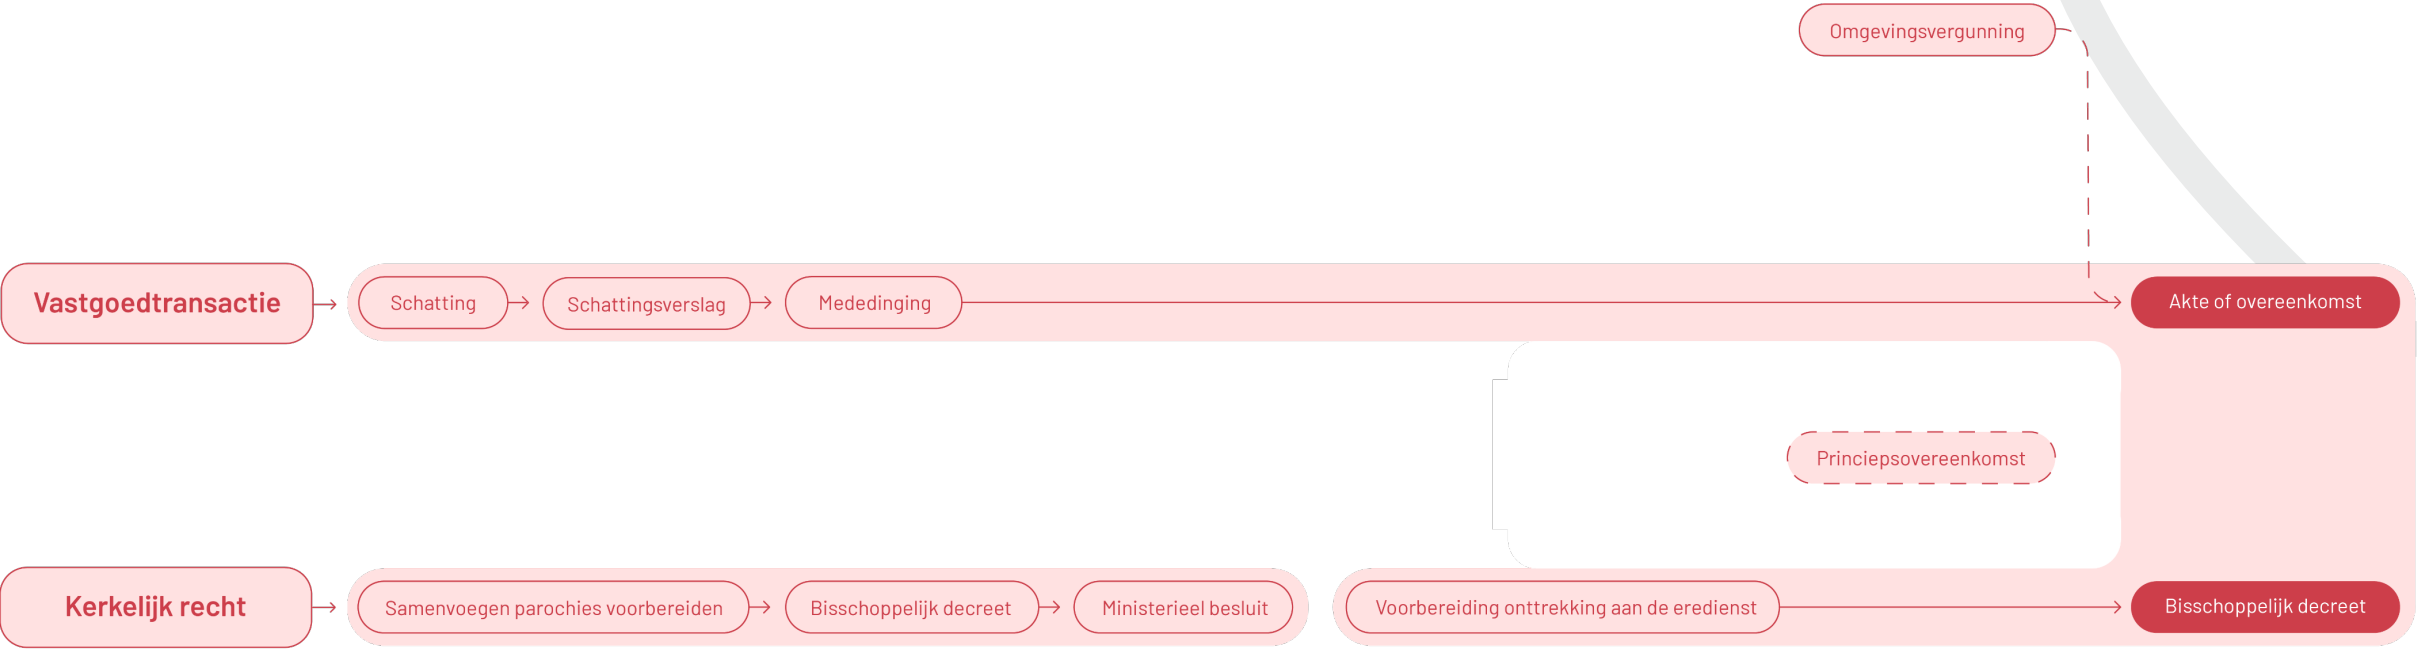 Omgevingsvergunning
Vastgoedtransactie
Schatting
Schattingsverslag
Mededinging
Akte of overeenkomst
Principsovereenkomst
Kerkelijk recht
Samenvoegen parochies voorbereiden
Bisschoppelijk decreet
Ministerieel besluit
Voorbereiding onttrekking aan de eredienst
Bisschoppelijk decreet